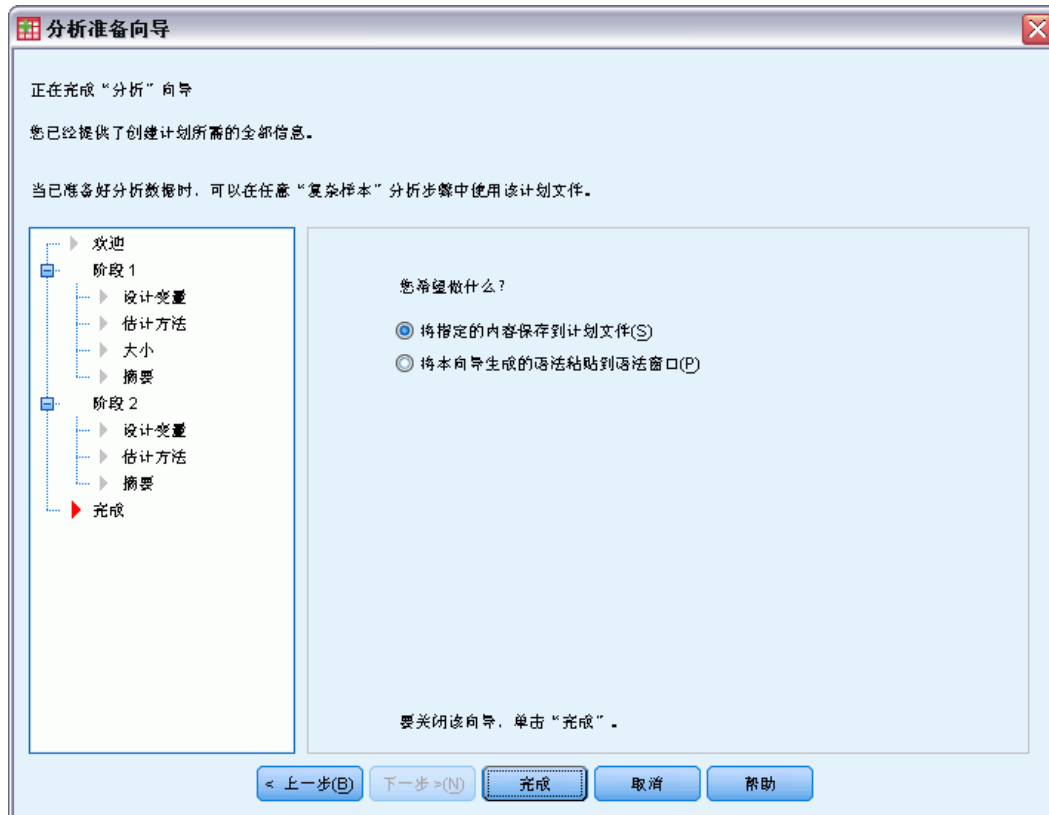 分析准备向导
正在完成“分析”向导
您已经提供了创建计划所需的全部信息。
当已准备好分析数据时，可以在任意“复杂样本”分析步骤中使用该计划文件。
欢迎
阶段 1
设计变量
估计方法
大小
摘要
阶段 2
设计变量
估计方法
摘要
完成
您希望做什么？
将指定的内容保存到计划文件(S)
将本向导生成的语法粘贴到语法窗口(P)
要关闭该向导，单击“完成”。
< 上一步(B) 下一步 >(N) 完成 取消 帮助